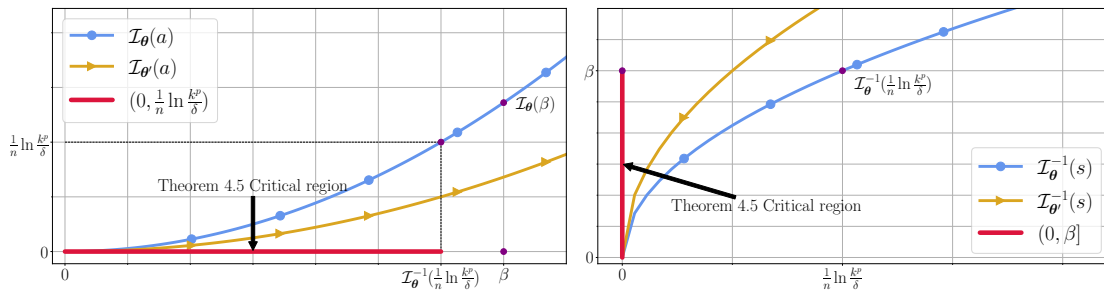 𝓘_θ(a)
𝓘_θ′(a)
(0, 1/n ln k^p/δ)
𝓘_θ(β)
1/n ln k^p/δ
Theorem 4.5 Critical region
0
0
𝓘_θ^{-1}(1/n ln k^p/δ)
β
β
𝓘_θ^{-1}(1/n ln k^p/δ)
𝓘_θ^{-1}(s)
𝓘_θ′^{-1}(s)
(0, β]
Theorem 4.5 Critical region
0
0
1/n ln k^p/δ